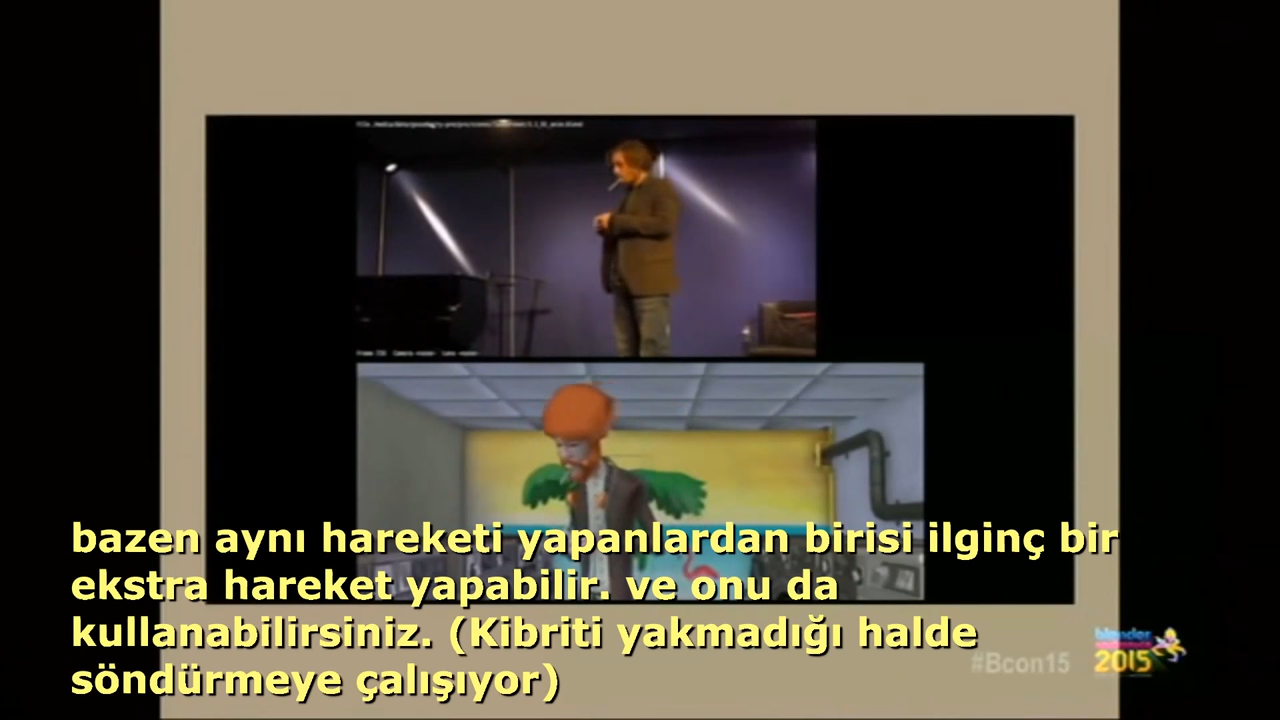 bazen aynı hareketi yapanlardan birisi ilginç bir
ekstra hareket yapabilir. ve onu da
kullanabilirsiniz. (Kibriti yakmadığı halde
söndürmeye çalışıyor)
#Bcon15
blender
2015